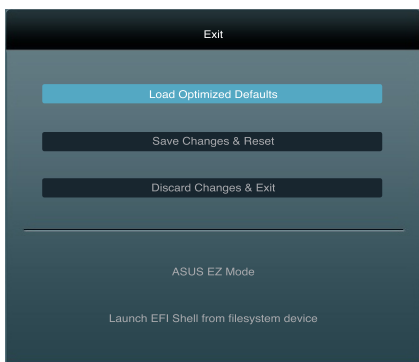 Exit
Load Optimized Defaults
Save Changes & Reset
Discard Changes & Exit
ASUS EZ Mode
Launch EFI Shell from filesystem device